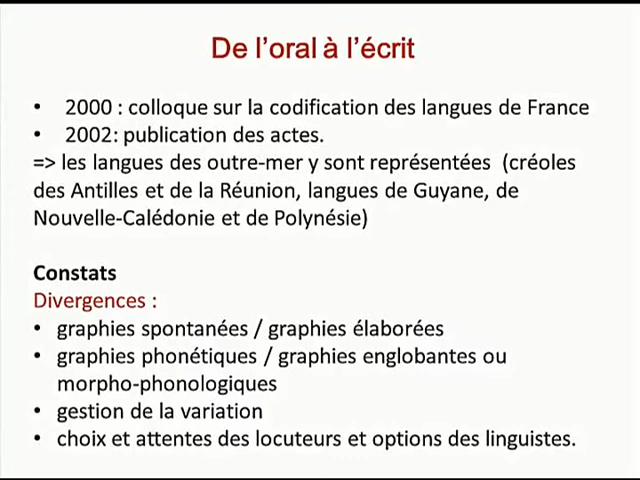 De l'oral à l'écrit
• 2000 : colloque sur la codification des langues de France
• 2002: publication des actes.
=> les langues des outre-mer y sont représentées (créoles
des Antilles et de la Réunion, langues de Guyane, de
Nouvelle-Calédonie et de Polynésie)
Constats
Divergences :
• graphies spontanées / graphies élaborées
• graphies phonétiques / graphies englobantes ou
morpho-phonologiques
• gestion de la variation
• choix et attentes des locuteurs et options des linguistes.